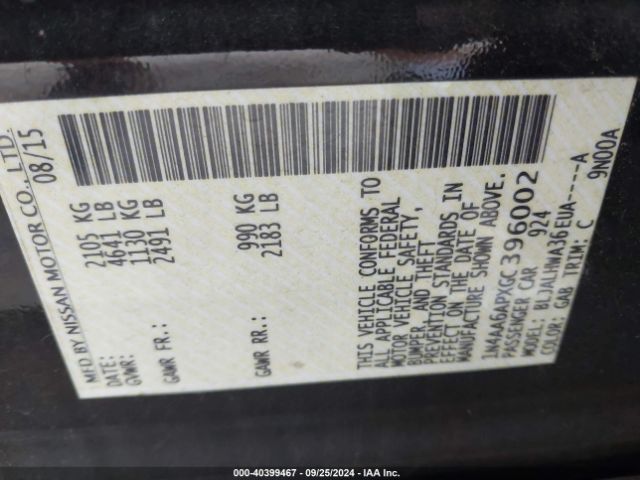 MFD BY NISSAN MOTOR CO., LTD.
DATE: 08/15
GVWR: 2105 KG
4641 LB
GAWR FR.: 1130 KG
2491 LB
GAWR RR.: 990 KG
2183 LB
THIS VEHICLE CONFORMS TO
ALL APPLICABLE FEDERAL
MOTOR VEHICLE SAFETY,
BUMPER, AND THEFT
PREVENTION STANDARDS IN
EFFECT ON THE DATE OF
MANUFACTURE SHOWN ABOVE.
1N4AA6APXGC396002
PASSENGER CAR 924
MODEL: BLJALHWA36EUA----A
COLOR: GAB TRIM: C 9N00A
000-40399467 - 09/25/2024 - IAA Inc.